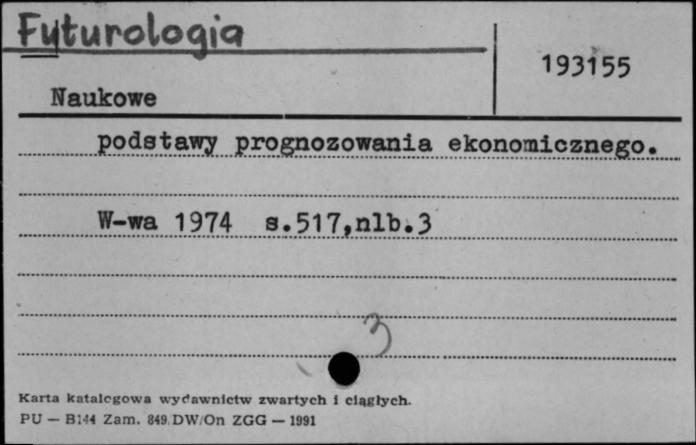 Futurologia
193155
Naukowe
podstawy prognozowania ekonomicznego.
W-wa 1974 s.517,nlb.3
3
Karta katalogowa wydawnictw zwartych i ciągłych.
PU — B144 Zam. 849/DW/On ZGG — 1991